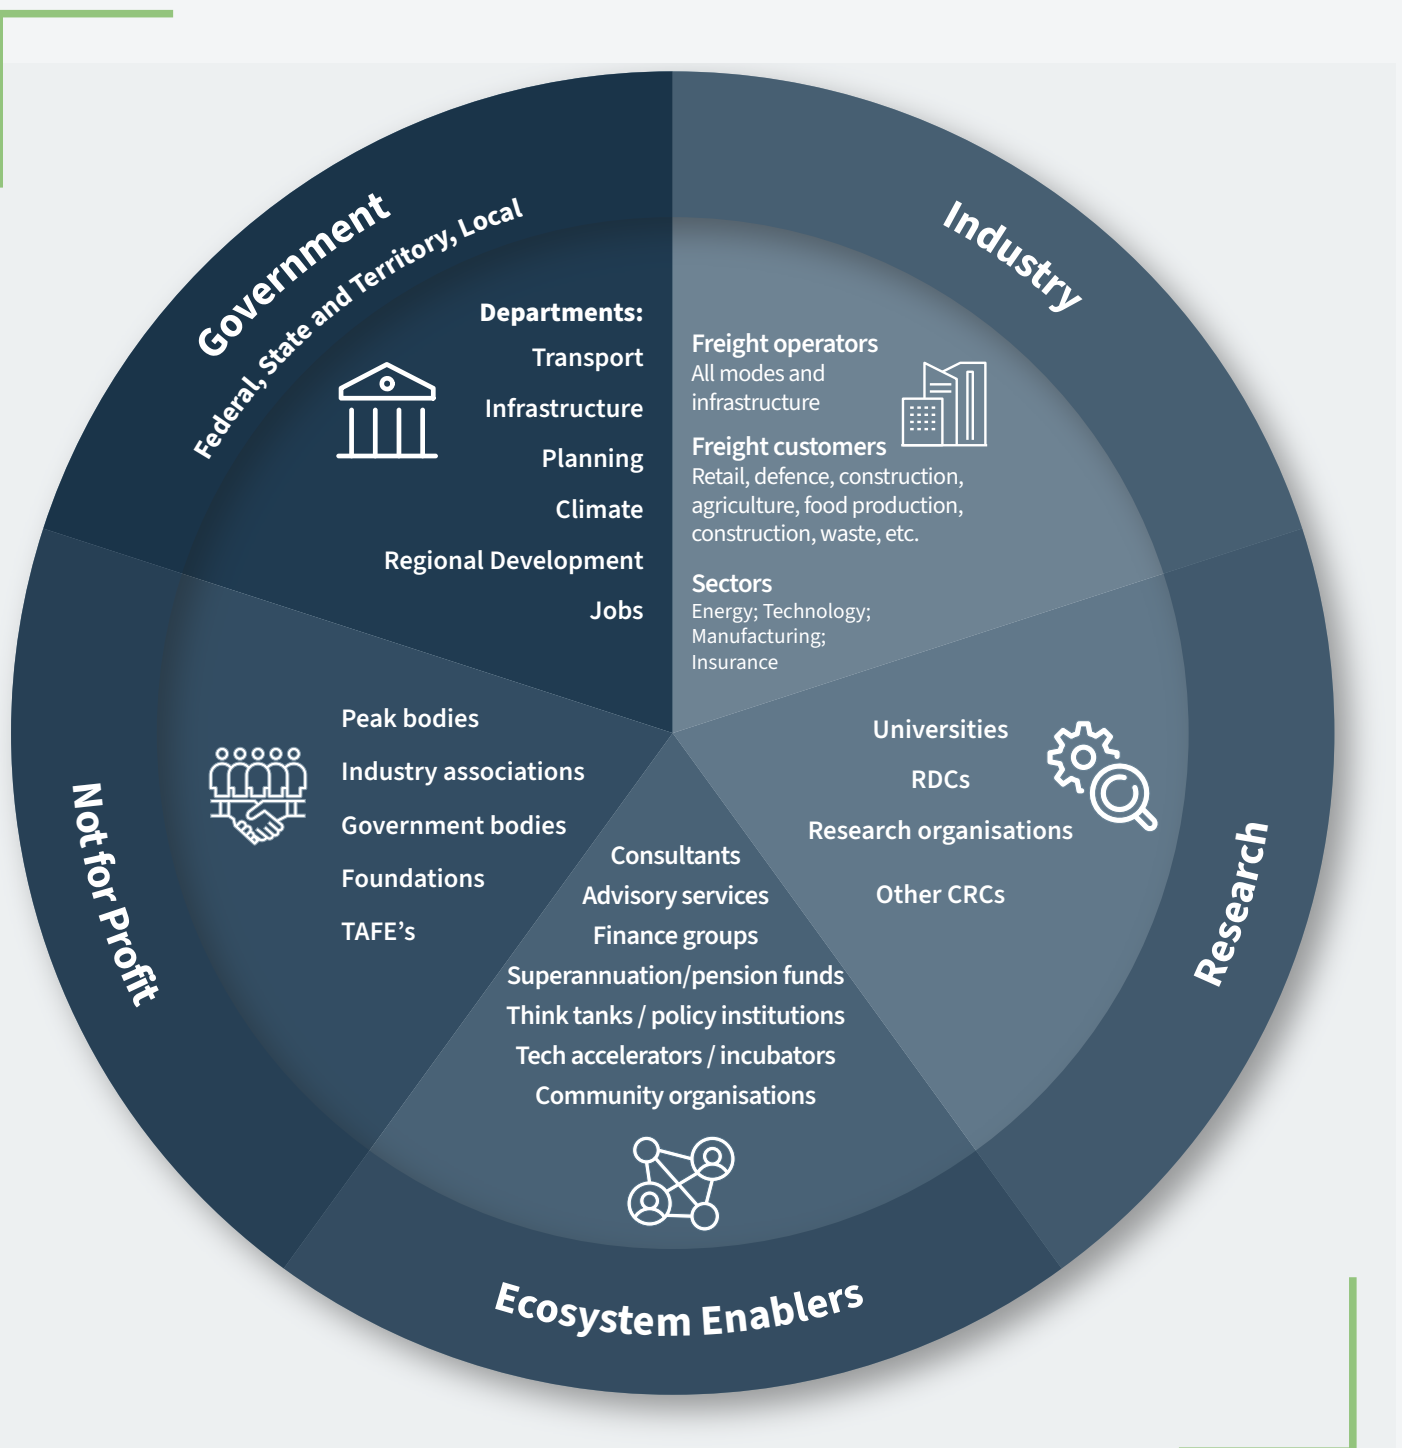 Government
Federal, State and Territory, Local
Departments:
Transport
Infrastructure
Planning
Climate
Regional Development
Jobs
Industry
Freight operators
All modes and
infrastructure
Freight customers
Retail, defence, construction,
agriculture, food production,
construction, waste, etc.
Sectors
Energy; Technology;
Manufacturing;
Insurance
Research
Universities
RDCs
Research organisations
Other CRCs
Ecosystem Enablers
Consultants
Advisory services
Finance groups
Superannuation/pension funds
Think tanks / policy institutions
Tech accelerators / incubators
Community organisations
Not for Profit
Peak bodies
Industry associations
Government bodies
Foundations
TAFE’s